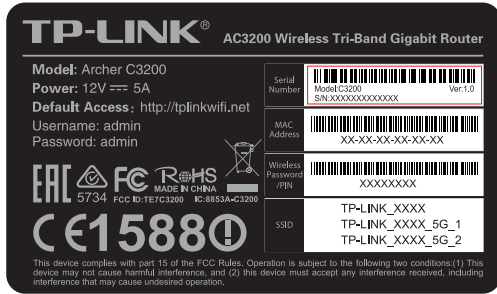 TP-LINK® AC3200 Wireless Tri-Band Gigabit Router
Model: Archer C3200
Power: 12V ⎓ 5A
Default Access: http://tplinkwifi.net
Username: admin
Password: admin
EAC 5734 FC RoHS
MADE IN CHINA
FCC ID:TE7C3200 IC:8853A-C3200
CE1588
Serial Number
Model:C3200 Ver:1.0
S/N:XXXXXXXXXXXXX
MAC Address
XX-XX-XX-XX-XX-XX
Wireless Password /PIN
XXXXXXXX
SSID
TP-LINK_XXXX
TP-LINK_XXXX_5G_1
TP-LINK_XXXX_5G_2
This device complies with part 15 of the FCC Rules. Operation is subject to the following two conditions:(1) This
device may not cause harmful interference, and (2) this device must accept any interference received, including
interference that may cause undesired operation.